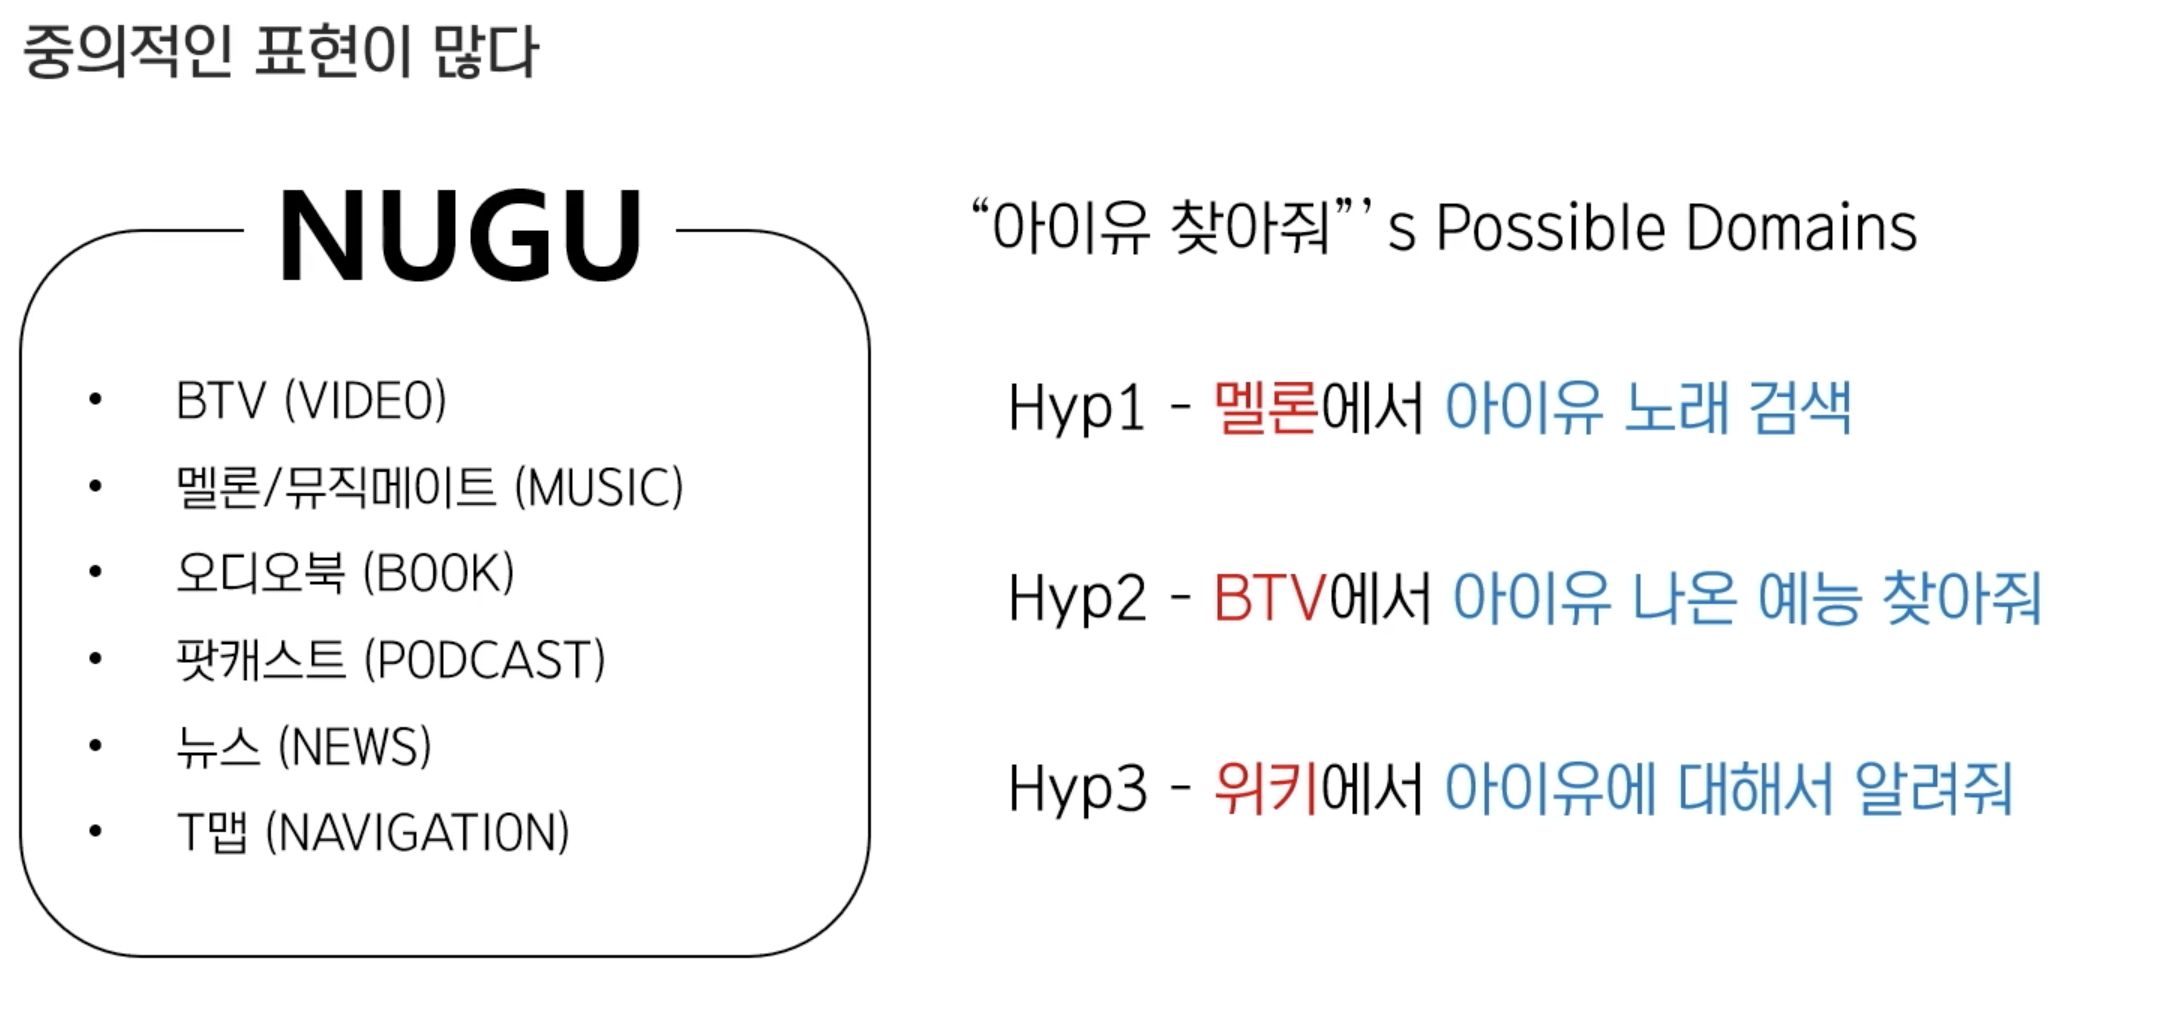 중의적인 표현이 많다
NUGU
• BTV (VIDEO)
• 멜론/뮤직메이트 (MUSIC)
• 오디오북 (BOOK)
• 팟캐스트 (PODCAST)
• 뉴스 (NEWS)
• T맵 (NAVIGATION)
“아이유 찾아줘”’s Possible Domains
Hyp1 - 멜론에서 아이유 노래 검색
Hyp2 - BTV에서 아이유 나온 예능 찾아줘
Hyp3 - 위키에서 아이유에 대해서 알려줘